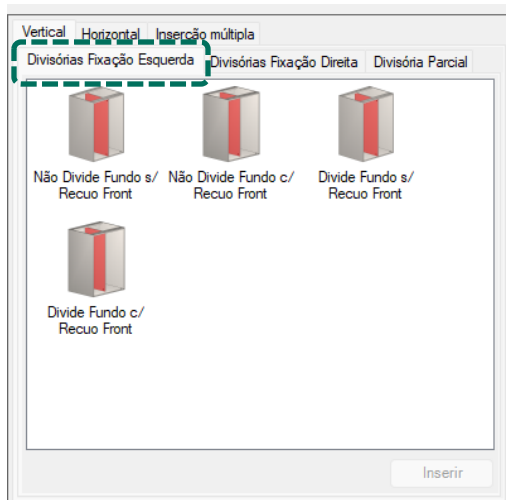 Vertical Horizontal Inserção múltipla
Divisórias Fixação Esquerda Divisórias Fixação Direita Divisória Parcial
Não Divide Fundo s/ Não Divide Fundo c/ Divide Fundo s/
Recuo Front Recuo Front Recuo Front
Divide Fundo c/
Recuo Front
Inserir